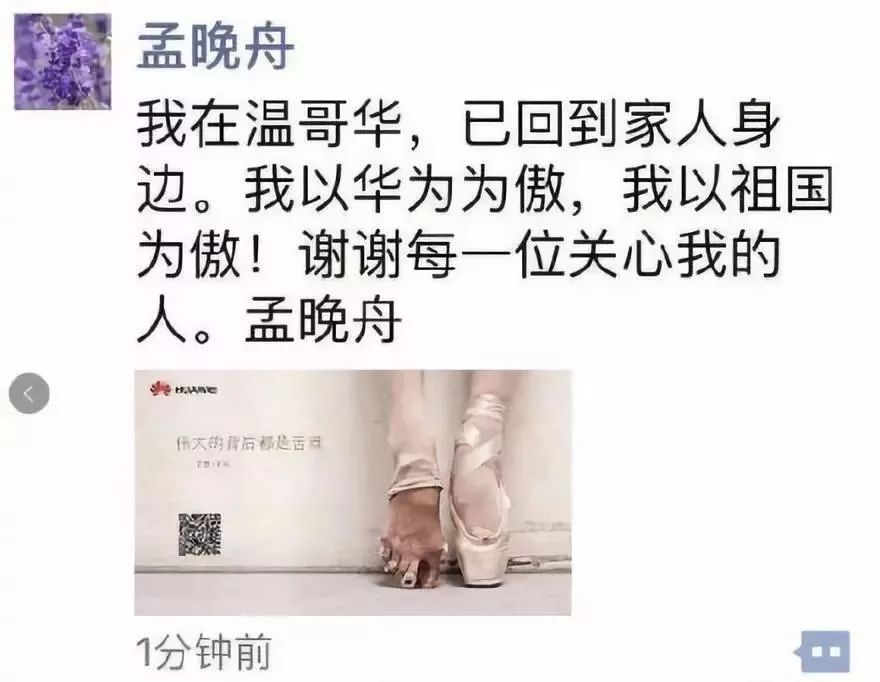 孟晚舟
我在温哥华，已回到家人身
边。我以华为为傲，我以祖国
为傲！谢谢每一位关心我的
人。孟晚舟
HUAWEI
伟大的背后都是苦难
1分钟前